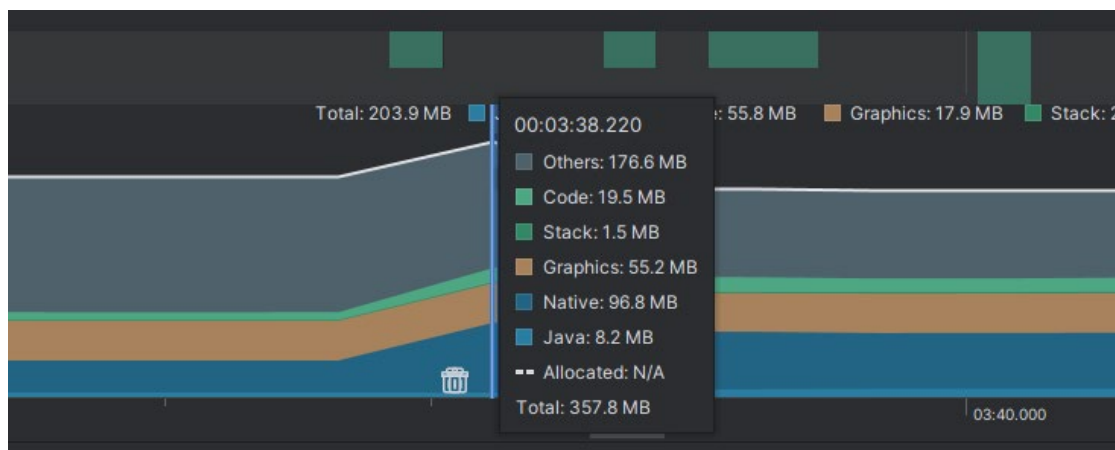 Total: 203.9 MB : 55.8 MB Graphics: 17.9 MB Stack:
00:03:38.220
Others: 176.6 MB
Code: 19.5 MB
Stack: 1.5 MB
Graphics: 55.2 MB
Native: 96.8 MB
Java: 8.2 MB
Allocated: N/A
Total: 357.8 MB
03:40.000